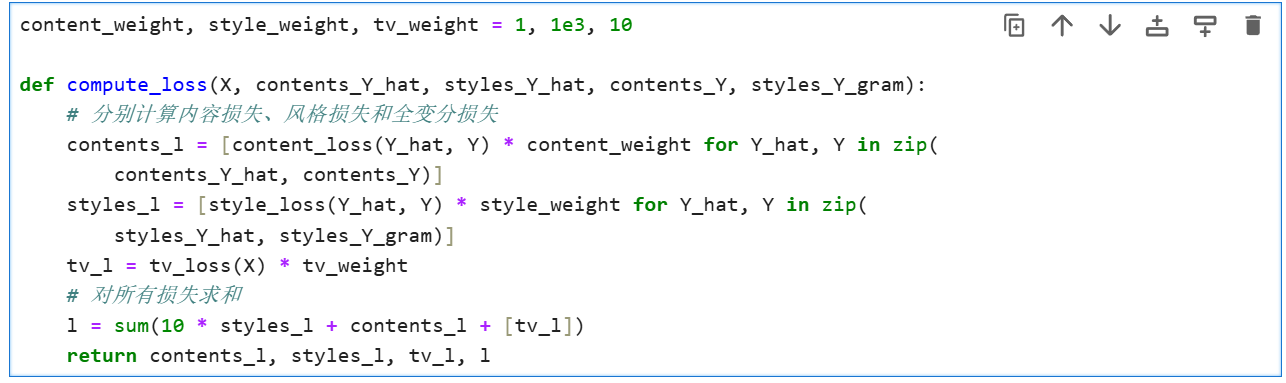 content_weight, style_weight, tv_weight = 1, 1e3, 10
def compute_loss(X, contents_Y_hat, styles_Y_hat, contents_Y, styles_Y_gram):
    # 分别计算内容损失、风格损失和全变分损失
    contents_l = [content_loss(Y_hat, Y) * content_weight for Y_hat, Y in zip(
        contents_Y_hat, contents_Y)]
    styles_l = [style_loss(Y_hat, Y) * style_weight for Y_hat, Y in zip(
        styles_Y_hat, styles_Y_gram)]
    tv_l = tv_loss(X) * tv_weight
    # 对所有损失求和
    l = sum(10 * styles_l + contents_l + [tv_l])
    return contents_l, styles_l, tv_l, l